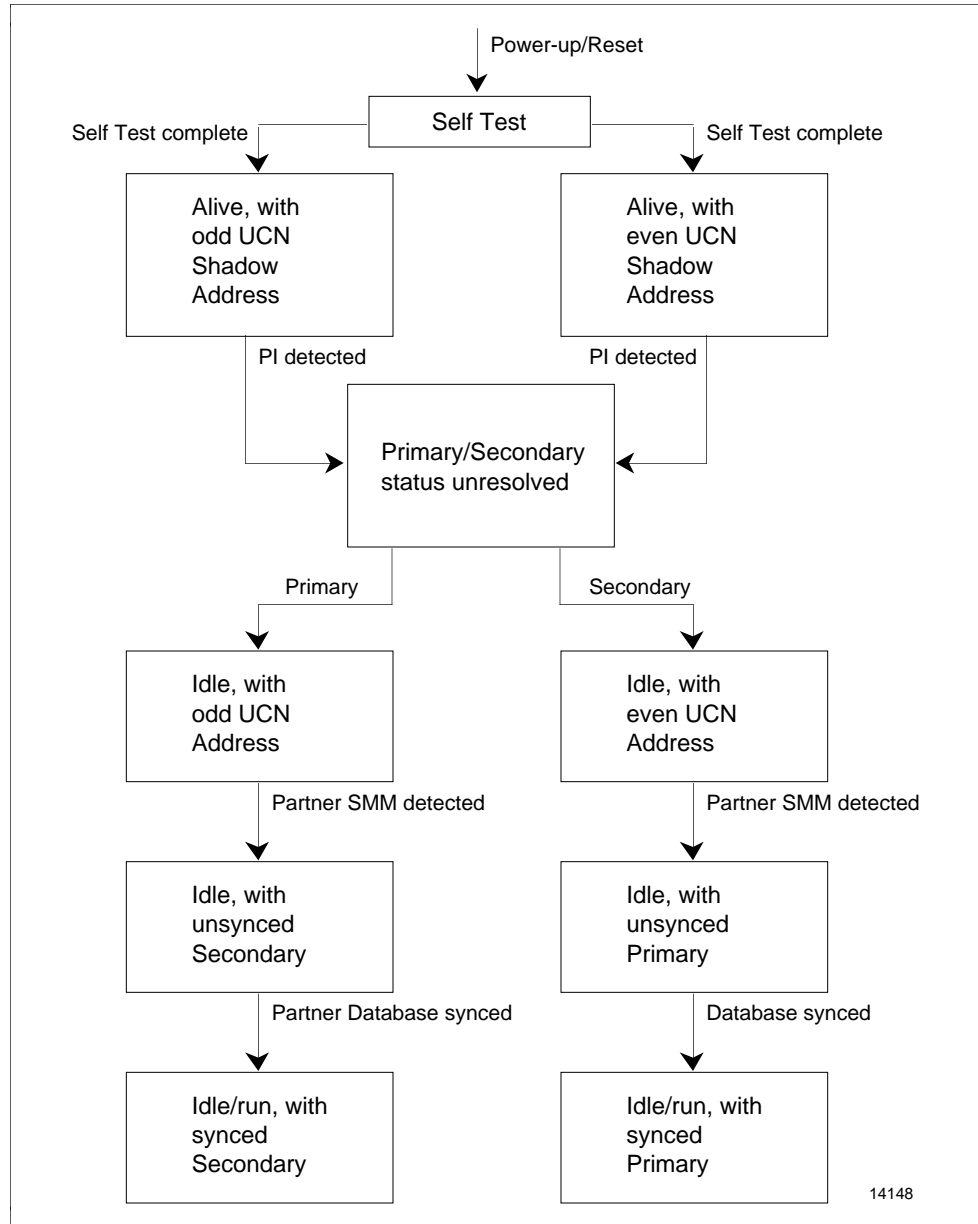 Power-up/Reset
Self Test
Self Test complete
Self Test complete
Alive, with
odd UCN
Shadow
Address
Alive, with
even UCN
Shadow
Address
PI detected
PI detected
Primary/Secondary
status unresolved
Primary
Secondary
Idle, with
odd UCN
Address
Idle, with
even UCN
Address
Partner SMM detected
Partner SMM detected
Idle, with
unsynced
Secondary
Idle, with
unsynced
Primary
Partner Database synced
Database synced
Idle/run, with
synced
Secondary
Idle/run, with
synced
Primary
14148